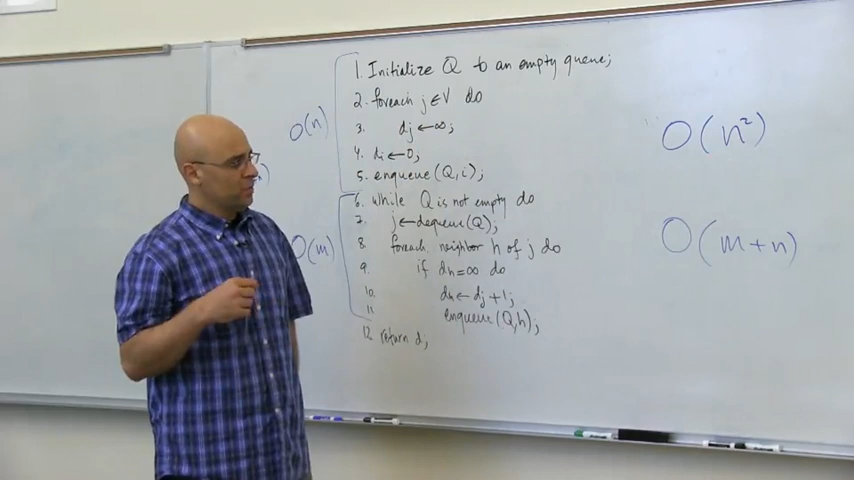 1. Initialize Q to an empty queue;
2. foreach j ∈ V do
3. dj ← ∞;
4. di ← 0;
5. enqueue(Q, i);
6. while Q is not empty do
7. j ← dequeue(Q);
8. foreach neighbor h of j do
9. if dh = ∞ do
10. dh ← dj + 1;
11. enqueue(Q, h);
12. return d;
O(n)
O(m)
O(n²)
O(m+n)